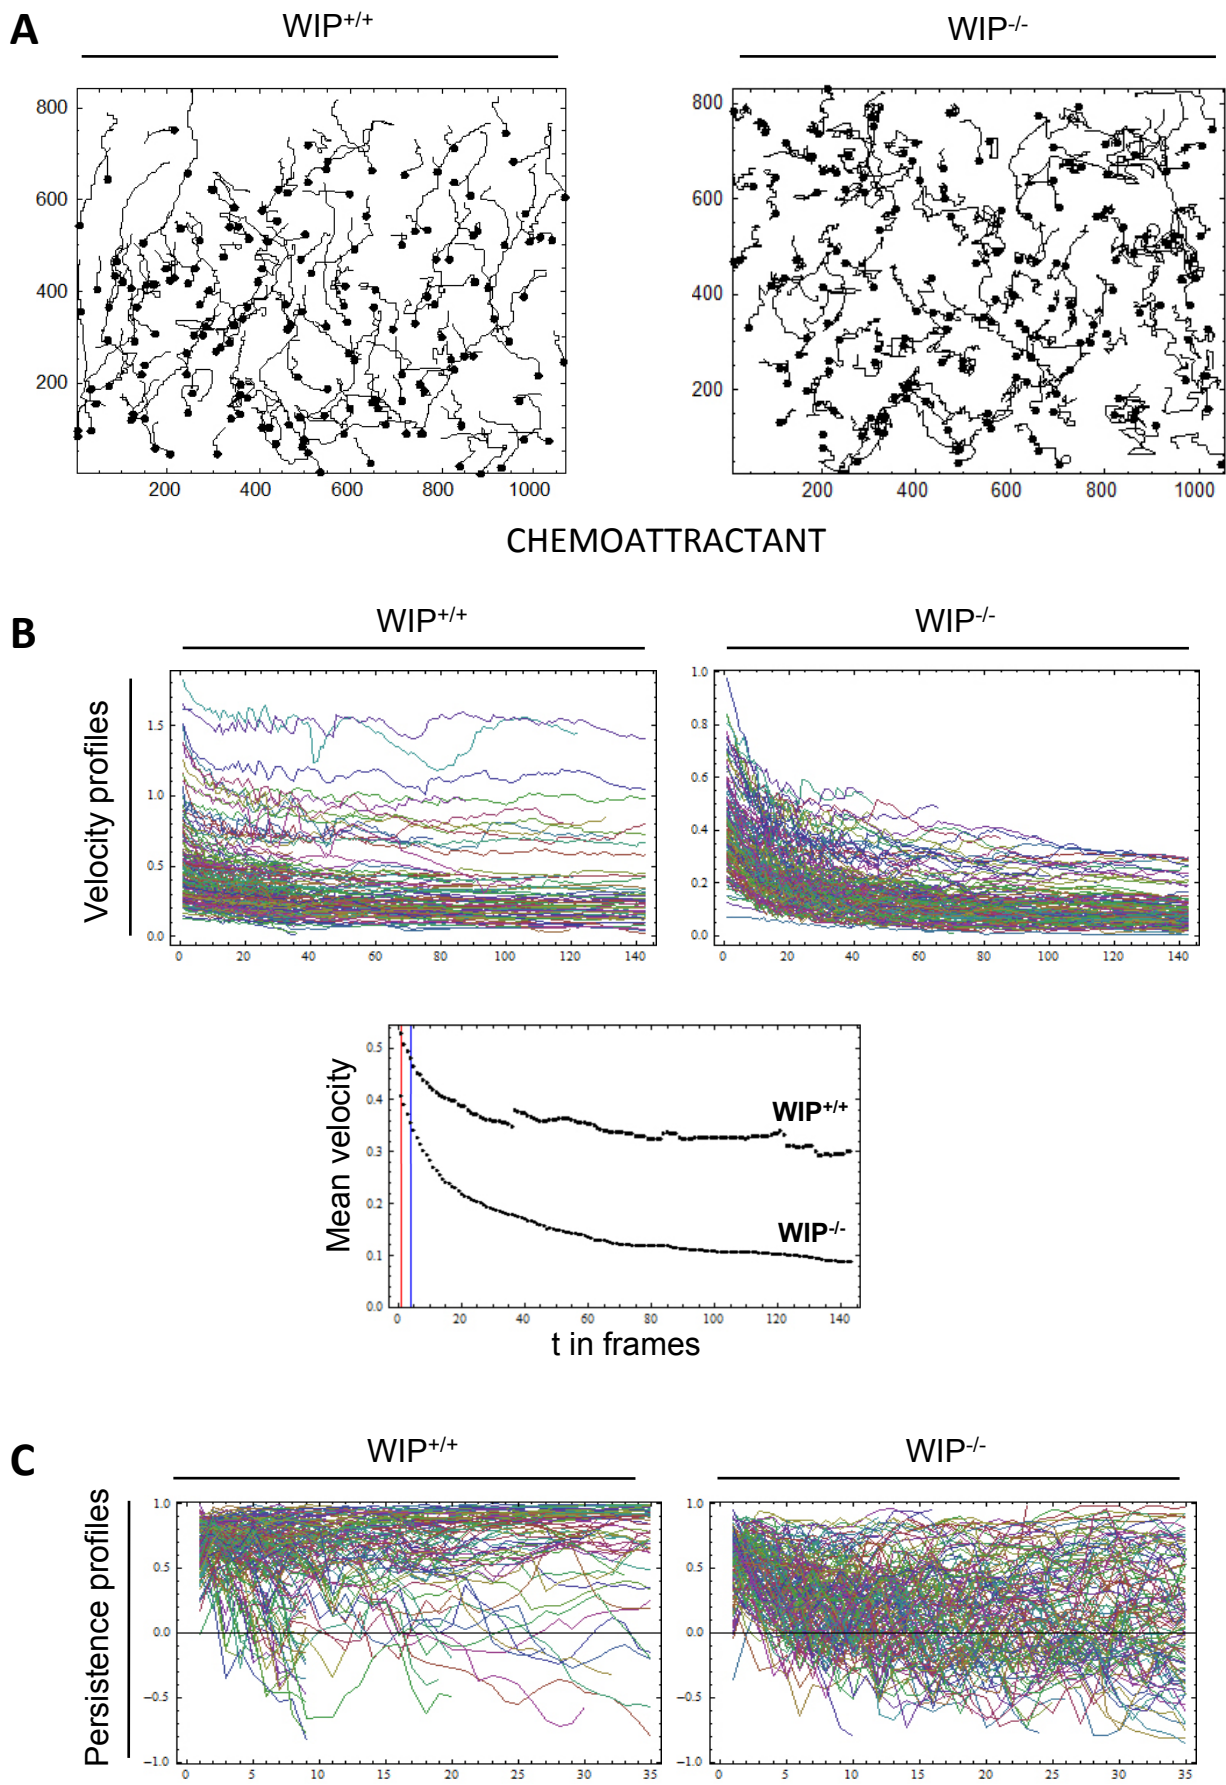 A
WIP+/+
WIP-/-
800
600
400
200
200 400 600 800 1000
800
600
400
200
200 400 600 800 1000
CHEMOATTRACTANT
B
WIP+/+
WIP-/-
Velocity profiles
1.5
1.0
0.5
0.0
0 20 40 60 80 100 120 140
1.0
0.8
0.6
0.4
0.2
0.0
0 20 40 60 80 100 120 140
Mean velocity
0.5
0.4
0.3
0.2
0.1
0.0
WIP+/+
WIP-/-
0 20 40 60 80 100 120 140
t in frames
C
WIP+/+
WIP-/-
Persistence profiles
1.0
0.5
0.0
−0.5
−1.0
0 5 10 15 20 25 30 35
1.0
0.5
0.0
−0.5
−1.0
0 5 10 15 20 25 30 35